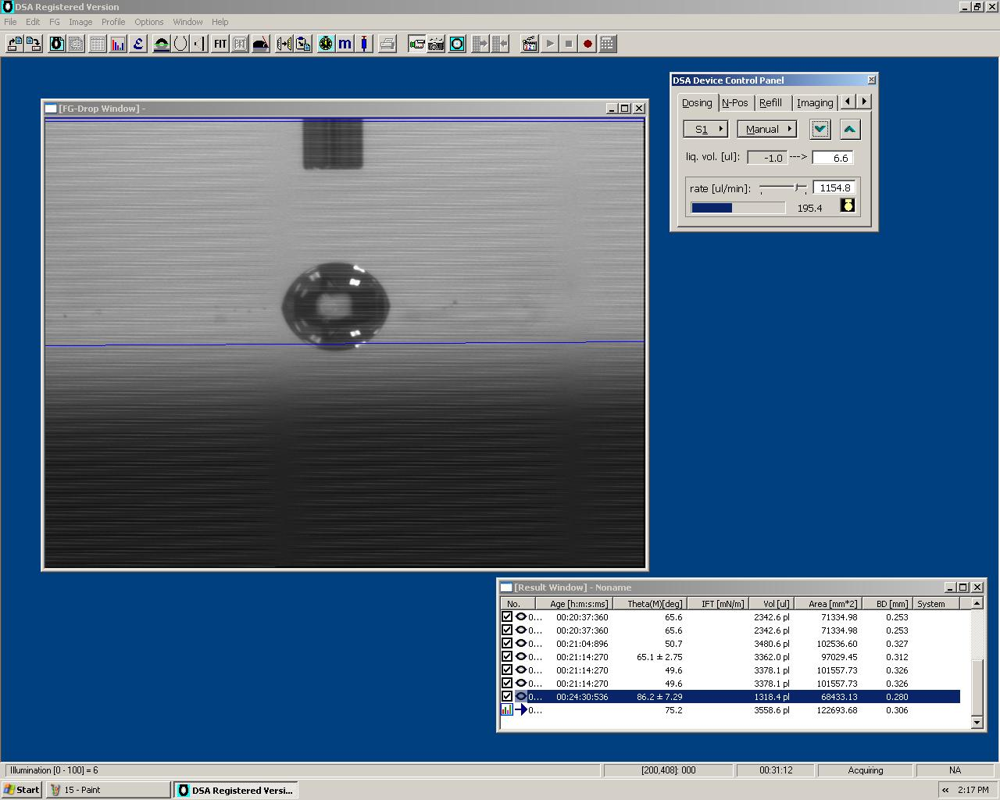 DSA Registered Version
File Edit FG Image Profile Options Window Help
FIT m
[FG-Drop Window] -
DSA Device Control Panel
Dosing N-Pos Refill Imaging
S1 Manual
liq. vol. [ul]: -1.0 ---> 6.6
rate [ul/min]: 1154.8
195.4
[Result Window] - Noname
No. Age [h:m:s:ms] Theta(M)[deg] IFT [mN/m] Vol [ul] Area [mm*2] BD [mm] System
0... 00:20:37:360 65.6 2342.6 pl 71334.98 0.253
0... 00:20:37:360 65.6 2342.6 pl 71334.98 0.253
0... 00:21:04:896 50.7 3480.6 pl 102536.60 0.327
0... 00:21:14:270 65.1 ± 2.75 3362.0 pl 97029.45 0.312
0... 00:21:14:270 49.6 3378.1 pl 101557.73 0.326
0... 00:21:14:270 49.6 3378.1 pl 101557.73 0.326
0... 00:24:30:536 86.2 ± 7.29 1318.4 pl 68433.13 0.280
0... 75.2 3558.6 pl 122693.68 0.306
Illumination [0 - 100] = 6 [200,408]: 000 00:31:12 Acquiring NA
Start 15 - Paint DSA Registered Versi... « 2:17 PM